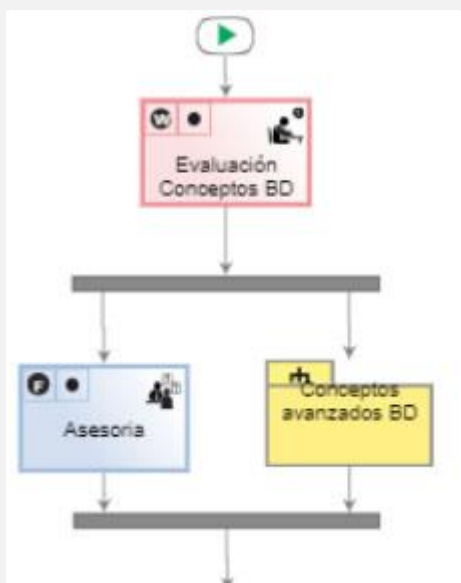 W
Evaluación
Conceptos BD
F
Asesoria
Conceptos
avanzados BD